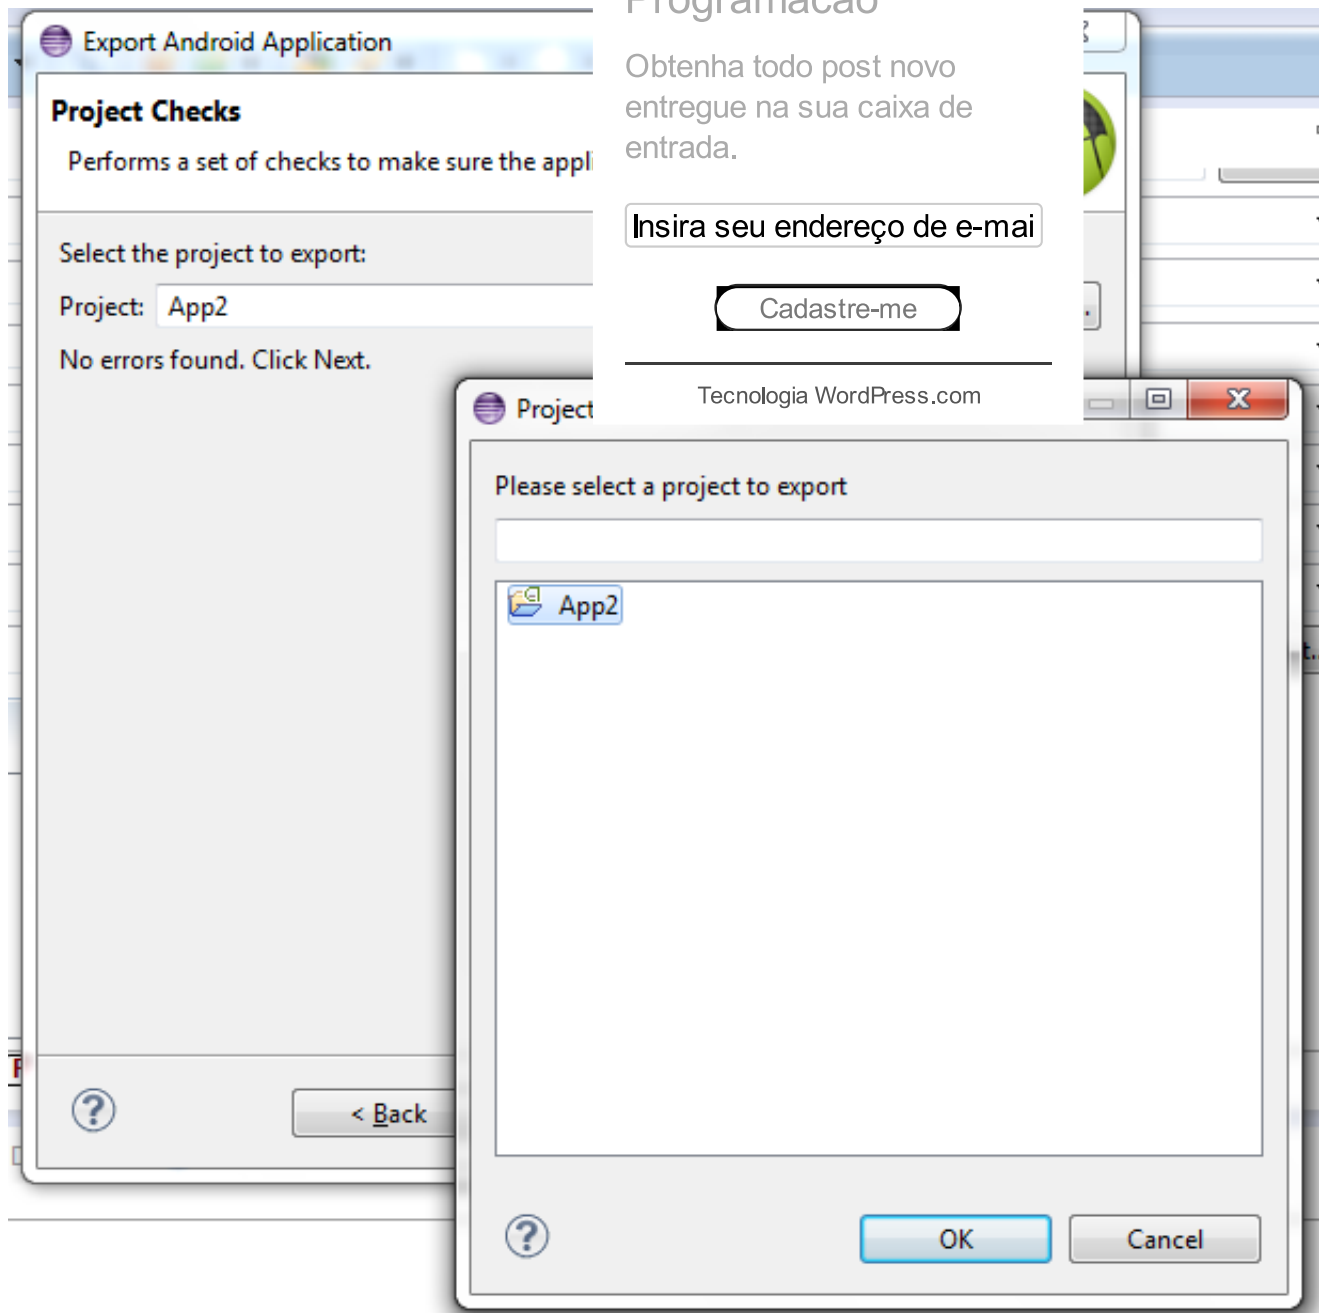 Programacao
Export Android Application
Obtenha todo post novo
entregue na sua caixa de
entrada.
Project Checks
Performs a set of checks to make sure the appli
Insira seu endereço de e-mai
Select the project to export:
Project: App2
Cadastre-me
No errors found. Click Next.
Tecnologia WordPress.com
Project
Please select a project to export
App2
< Back
OK
Cancel